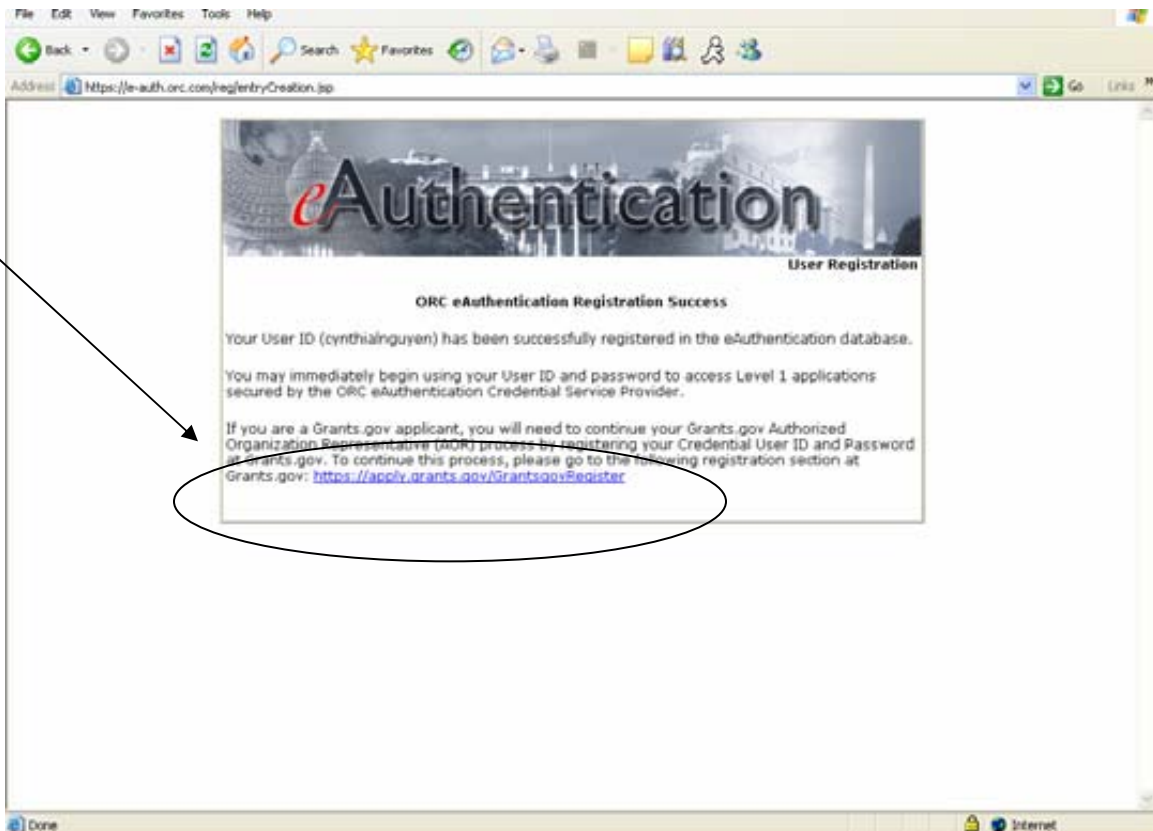 File Edit View Favorites Tools Help
Back Search Favorites
Address https://e-auth.orc.com/reg/entryCreation.jsp Go Links »
eAuthentication
User Registration
ORC eAuthentication Registration Success
Your User ID (cynthialnguyen) has been successfully registered in the eAuthentication database.
You may immediately begin using your User ID and password to access Level 1 applications
secured by the ORC eAuthentication Credential Service Provider.
If you are a Grants.gov applicant, you will need to continue your Grants.gov Authorized
Organization Representative (AOR) process by registering your Credential User ID and Password
at Grants.gov. To continue this process, please go to the following registration section at
Grants.gov: https://apply.grants.gov/GrantsgovRegister
Done Internet